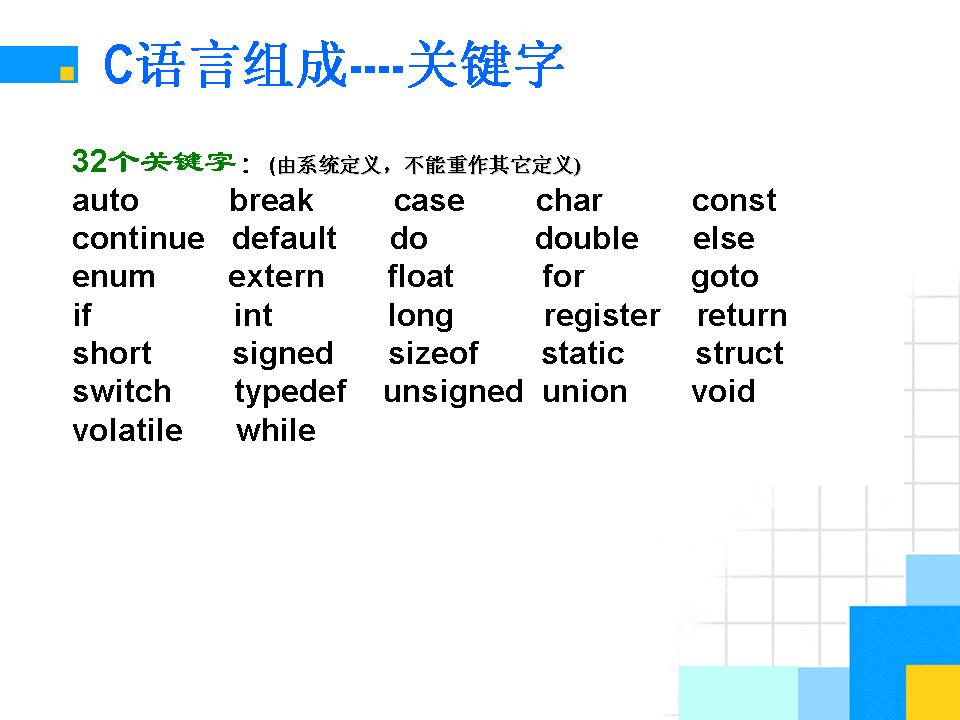 C语言组成----关键字
32个关键字：(由系统定义，不能重作其它定义)
auto break case char const
continue default do double else
enum extern float for goto
if int long register return
short signed sizeof static struct
switch typedef unsigned union void
volatile while